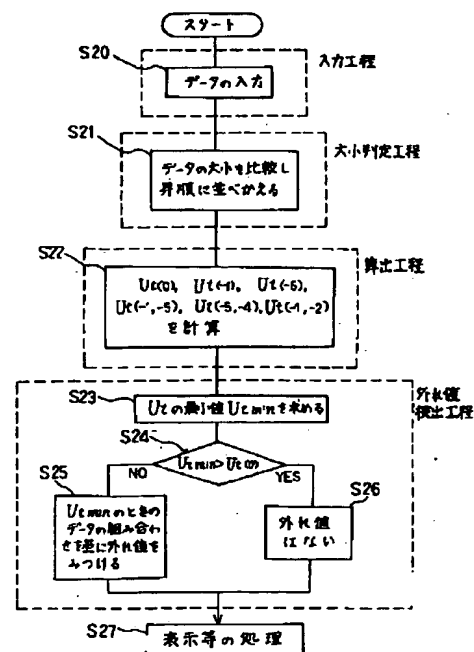 スタート
S20
入力工程
データの入力
S21
大小判定工程
データの大小を比較し
昇順に並べかえる
S22
算出工程
Ut(0), Ut(-1), Ut(-5),
Ut(-1,-5), Ut(-5,-4), Ut(-1,-2)
を計算
S23
外れ値
検出工程
Utの最小値Utminを求める
S24
Utmin>Ut(0)
NO
YES
S25
S26
Utminのときの
データの組み合わ
せを基に外れ値を
みつける
外れ値
はない
S27
表示等の処理